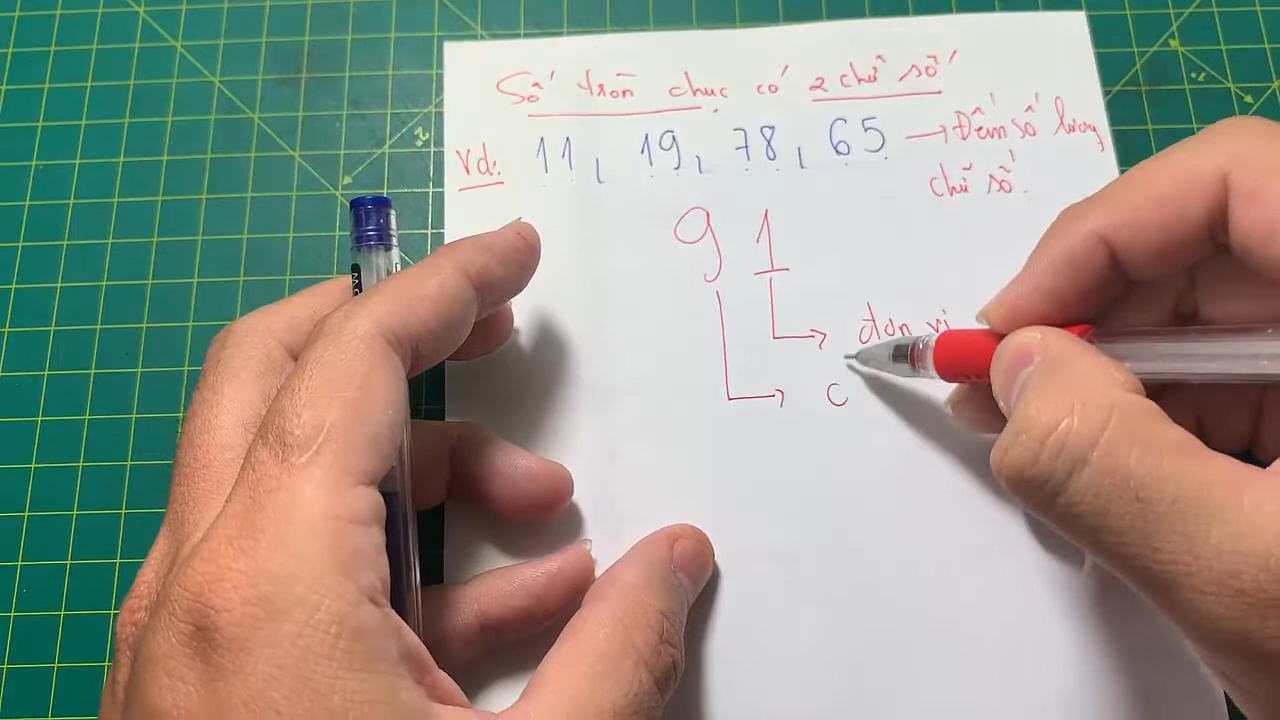 Số tròn chục có 2 chữ số
Vd: 11, 19, 78, 65 → Đếm số lượng
chữ số.
91
đơn vị
c